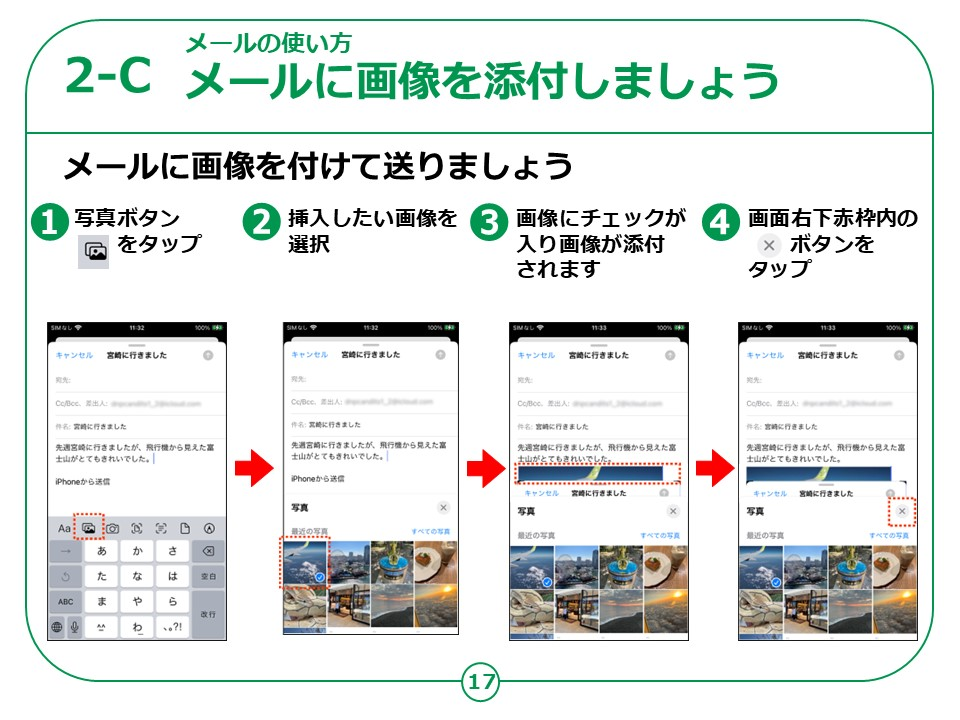 メールの使い方
2-C メールに画像を添付しましょう
メールに画像を付けて送りましょう
1 写真ボタン
をタップ
2 挿入したい画像を
選択
3 画像にチェックが
入り画像が添付
されます
4 画面右下赤枠内の
ボタンを
タップ
SIMなし 11:32 100%
キャンセル 宮崎に行きました
宛先:
Cc/Bcc、差出人:
件名: 宮崎に行きました
先週宮崎に行きましたが、飛行機から見えた富
士山がとてもきれいでした。
iPhoneから送信
Aa
→ あ か さ
た な は 空白
ABC ま や ら 改行
^^ わ 、。?!
SIMなし 11:32 100%
キャンセル 宮崎に行きました
宛先:
Cc/Bcc、差出人:
件名: 宮崎に行きました
先週宮崎に行きましたが、飛行機から見えた富
士山がとてもきれいでした。
iPhoneから送信
写真
最近の写真 すべての写真
SIMなし 11:33 100%
キャンセル 宮崎に行きました
宛先:
Cc/Bcc、差出人:
件名: 宮崎に行きました
先週宮崎に行きましたが、飛行機から見えた富
士山がとてもきれいでした。
キャンセル 宮崎に行きました
写真
最近の写真 すべての写真
SIMなし 11:33 100%
キャンセル 宮崎に行きました
宛先:
Cc/Bcc、差出人:
件名: 宮崎に行きました
先週宮崎に行きましたが、飛行機から見えた富
士山がとてもきれいでした。
キャンセル 宮崎に行きました
写真
最近の写真 すべての写真
17